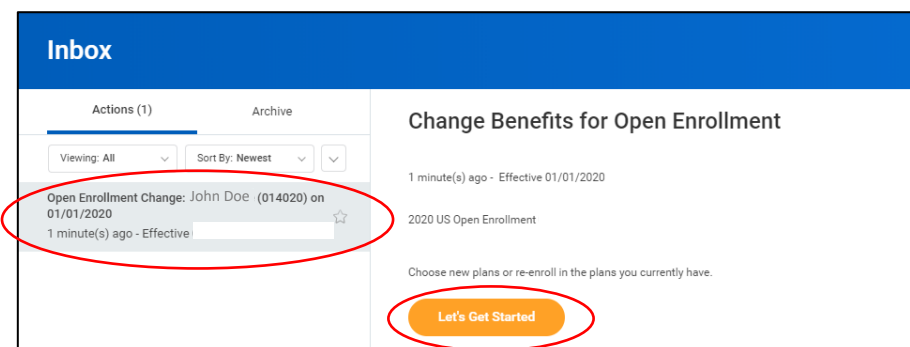 Inbox
Actions (1)
Archive
Viewing: All
Sort By: Newest
Open Enrollment Change: John Doe (014020) on
01/01/2020
1 minute(s) ago - Effective
Change Benefits for Open Enrollment
1 minute(s) ago - Effective 01/01/2020
2020 US Open Enrollment
Choose new plans or re-enroll in the plans you currently have.
Let's Get Started